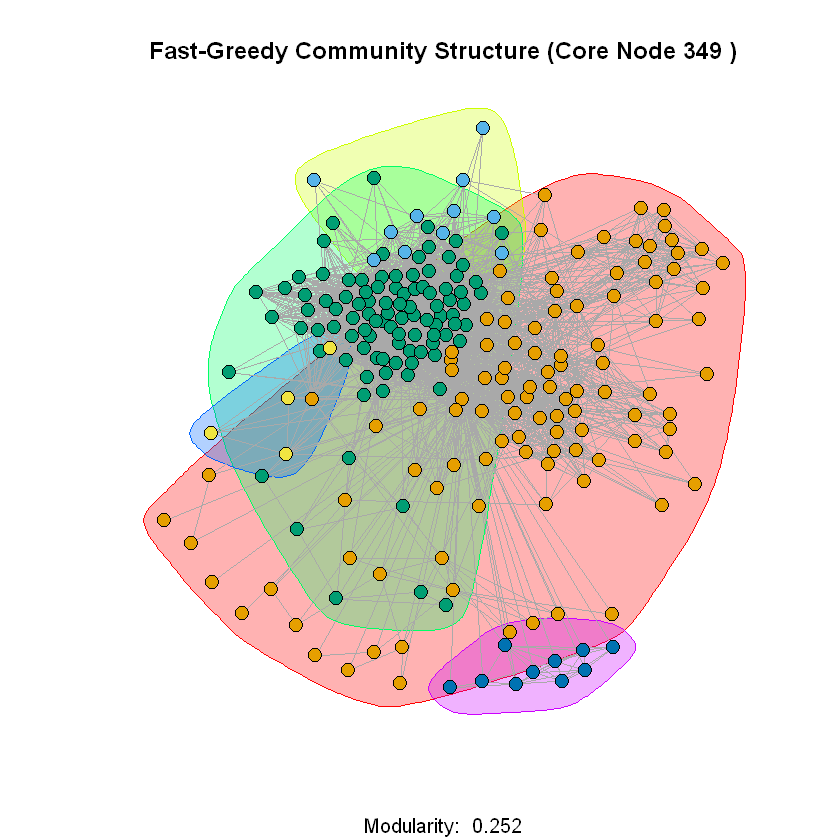 Fast-Greedy Community Structure (Core Node 349 )
Modularity:  0.252